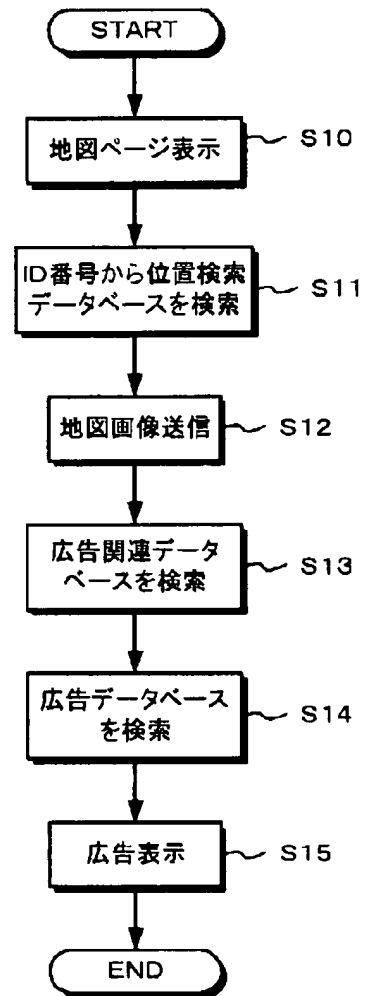 START
地図ページ表示
S10
ID番号から位置検索
データベースを検索
S11
地図画像送信
S12
広告関連データ
ベースを検索
S13
広告データベース
を検索
S14
広告表示
S15
END